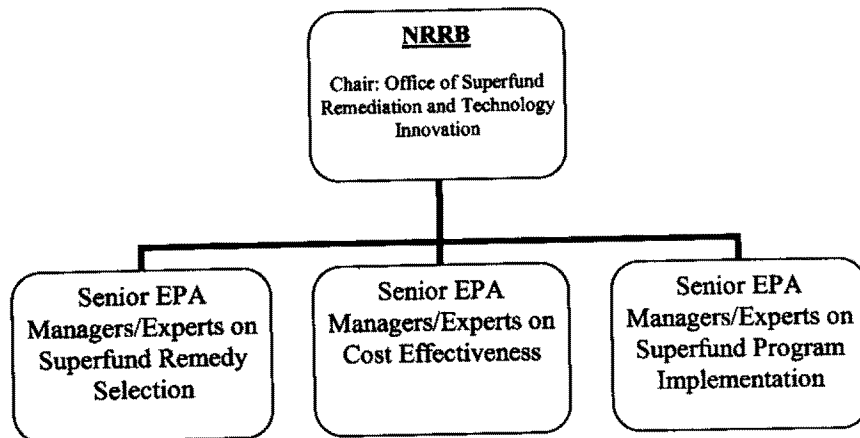 NRRB
Chair: Office of Superfund
Remediation and Technology
Innovation
Senior EPA
Managers/Experts on
Superfund Remedy
Selection
Senior EPA
Managers/Experts on
Cost Effectiveness
Senior EPA
Managers/Experts on
Superfund Program
Implementation